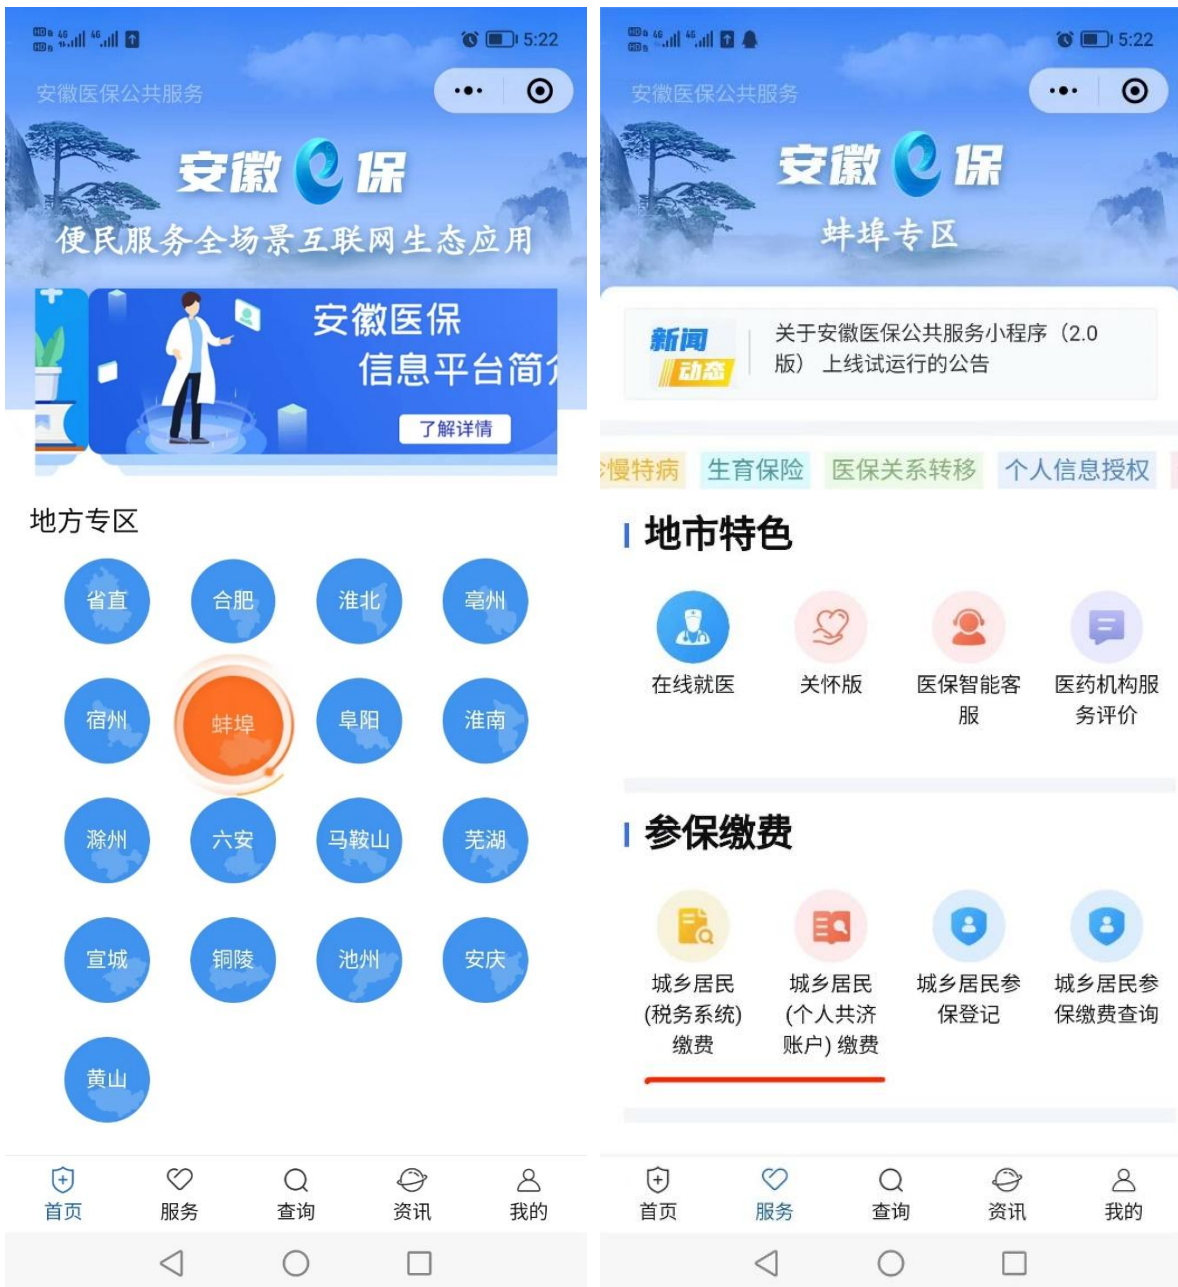 5:22
安徽医保公共服务
安徽e保
便民服务全场景互联网生态应用
安徽医保
信息平台简
了解详情
地方专区
省直
合肥
淮北
亳州
宿州
蚌埠
阜阳
淮南
滁州
六安
马鞍山
芜湖
宣城
铜陵
池州
安庆
黄山
首页
服务
查询
资讯
我的
5:22
安徽医保公共服务
安徽e保
蚌埠专区
新闻
动态
关于安徽医保公共服务小程序（2.0
版） 上线试运行的公告
慢特病
生育保险
医保关系转移
个人信息授权
地市特色
在线就医
关怀版
医保智能客
服
医药机构服
务评价
参保缴费
城乡居民
(税务系统)
缴费
城乡居民
(个人共济
账户) 缴费
城乡居民参
保登记
城乡居民参
保缴费查询
首页
服务
查询
资讯
我的